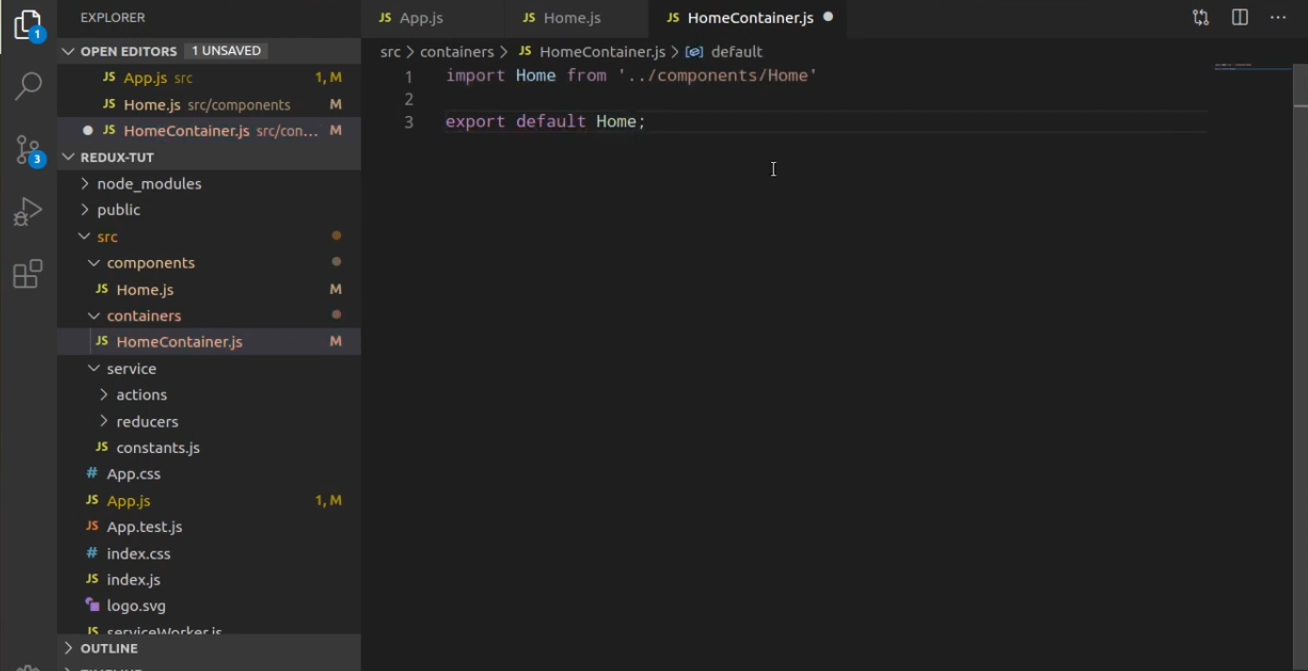 EXPLORER
OPEN EDITORS 1 UNSAVED
JS App.js src 1, M
JS Home.js src/components M
JS HomeContainer.js src/con... M
REDUX-TUT
node_modules
public
src
components
JS Home.js M
containers
JS HomeContainer.js M
service
actions
reducers
JS constants.js
# App.css
JS App.js 1, M
JS App.test.js
# index.css
JS index.js
logo.svg
JS serviceWorker.js
OUTLINE
1
3
JS App.js
JS Home.js
JS HomeContainer.js
src > containers > JS HomeContainer.js > default
1 import Home from '../components/Home'
2
3 export default Home;